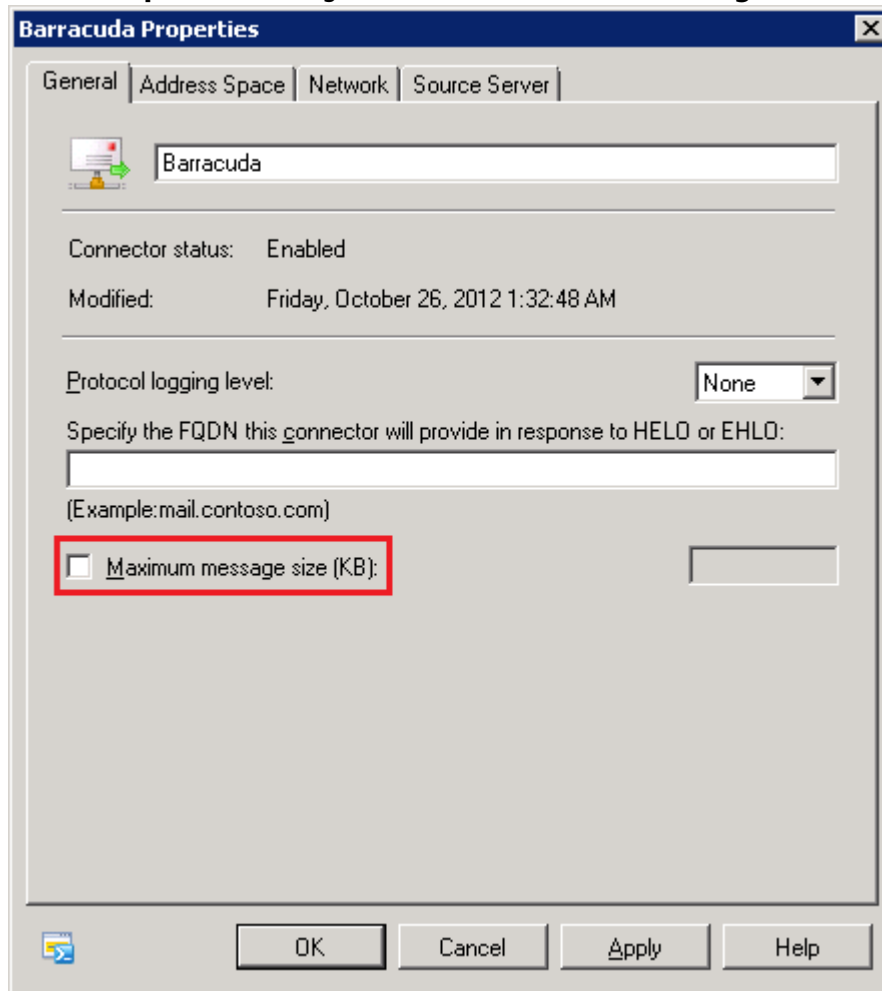 Barracuda Properties
General
Address Space
Network
Source Server
Barracuda
Connector status: Enabled
Modified: Friday, October 26, 2012 1:32:48 AM
Protocol logging level: None
Specify the FQDN this connector will provide in response to HELO or EHLO:
(Example:mail.contoso.com)
Maximum message size (KB):
OK
Cancel
Apply
Help